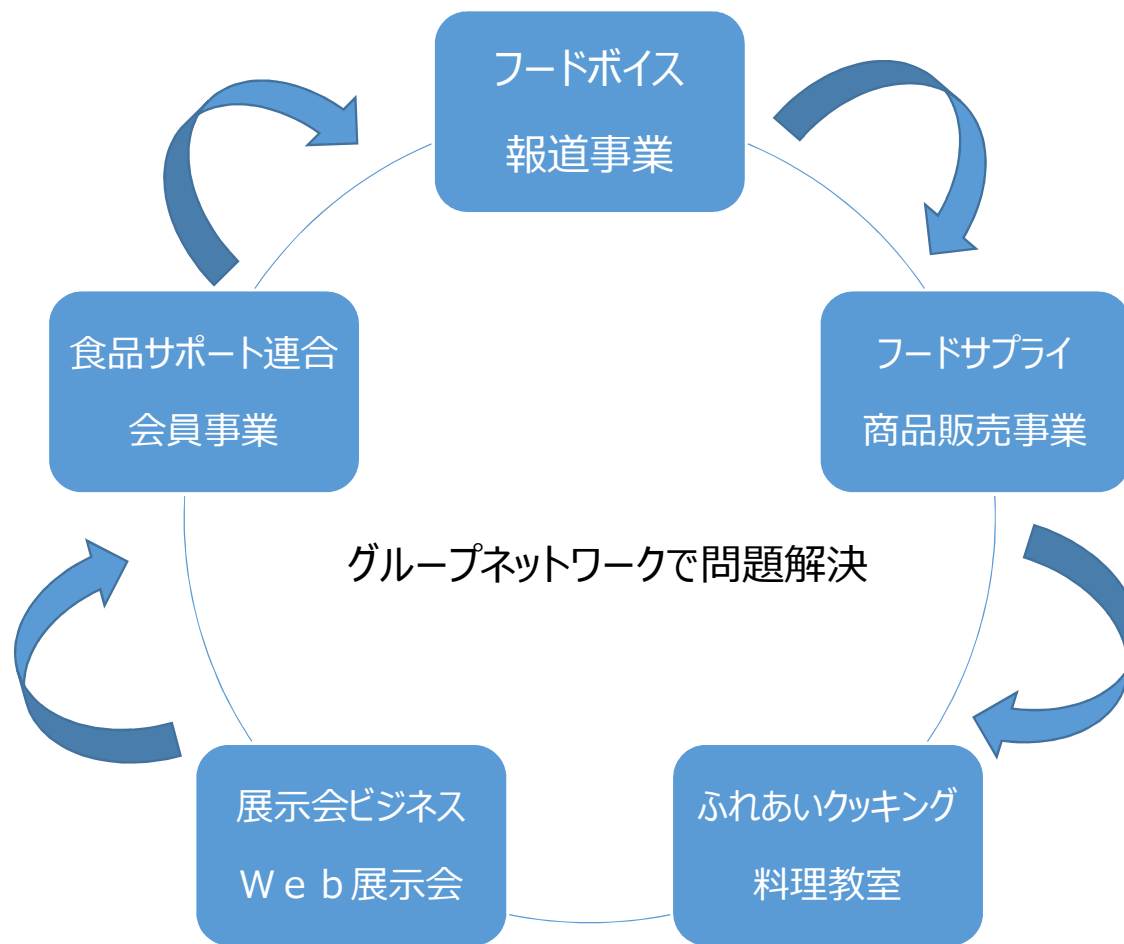 フードボイス
報道事業
食品サポート連合
会員事業
フードサプライ
商品販売事業
グループネットワークで問題解決
展示会ビジネス
Ｗｅｂ展示会
ふれあいクッキング
料理教室